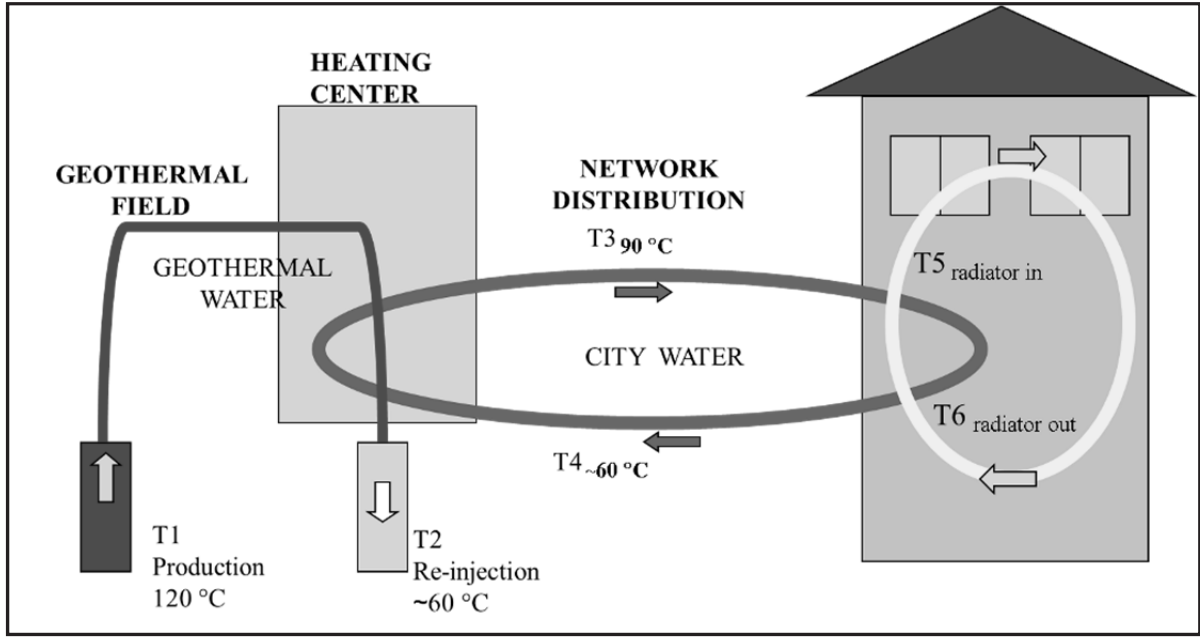 HEATING
CENTER
GEOTHERMAL
FIELD
NETWORK
DISTRIBUTION
T3 90 °C
GEOTHERMAL
WATER
T5 radiator in
CITY WATER
T6 radiator out
T4 ~60 °C
T1
Production
120 °C
T2
Re-injection
~60 °C